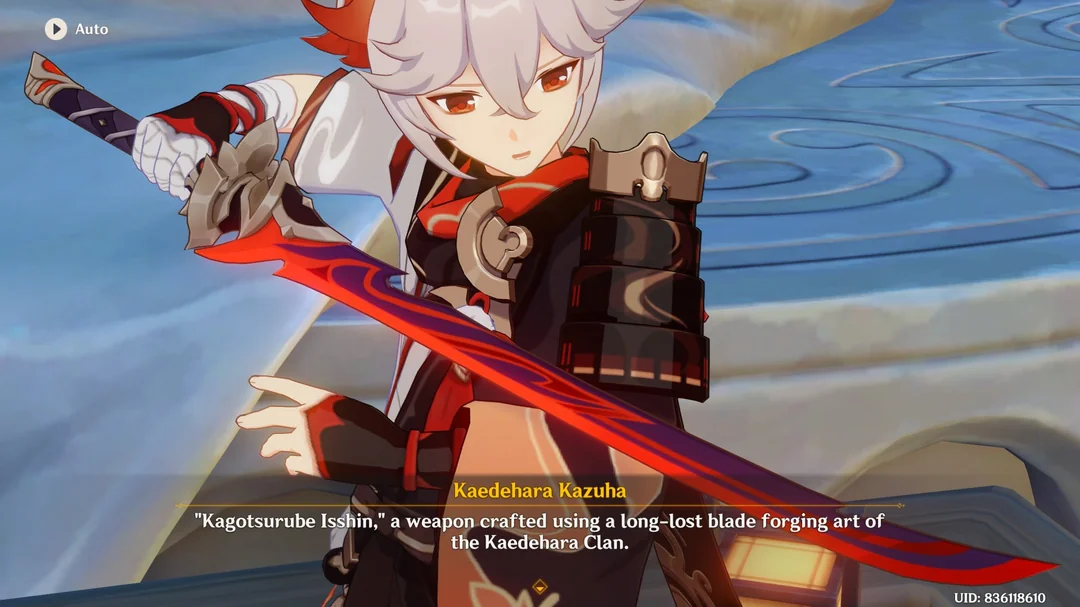 Auto
Kaedehara Kazuha
"Kagotsurube Isshin," a weapon crafted using a long-lost blade forging art of
the Kaedehara Clan.
UID: 836118610